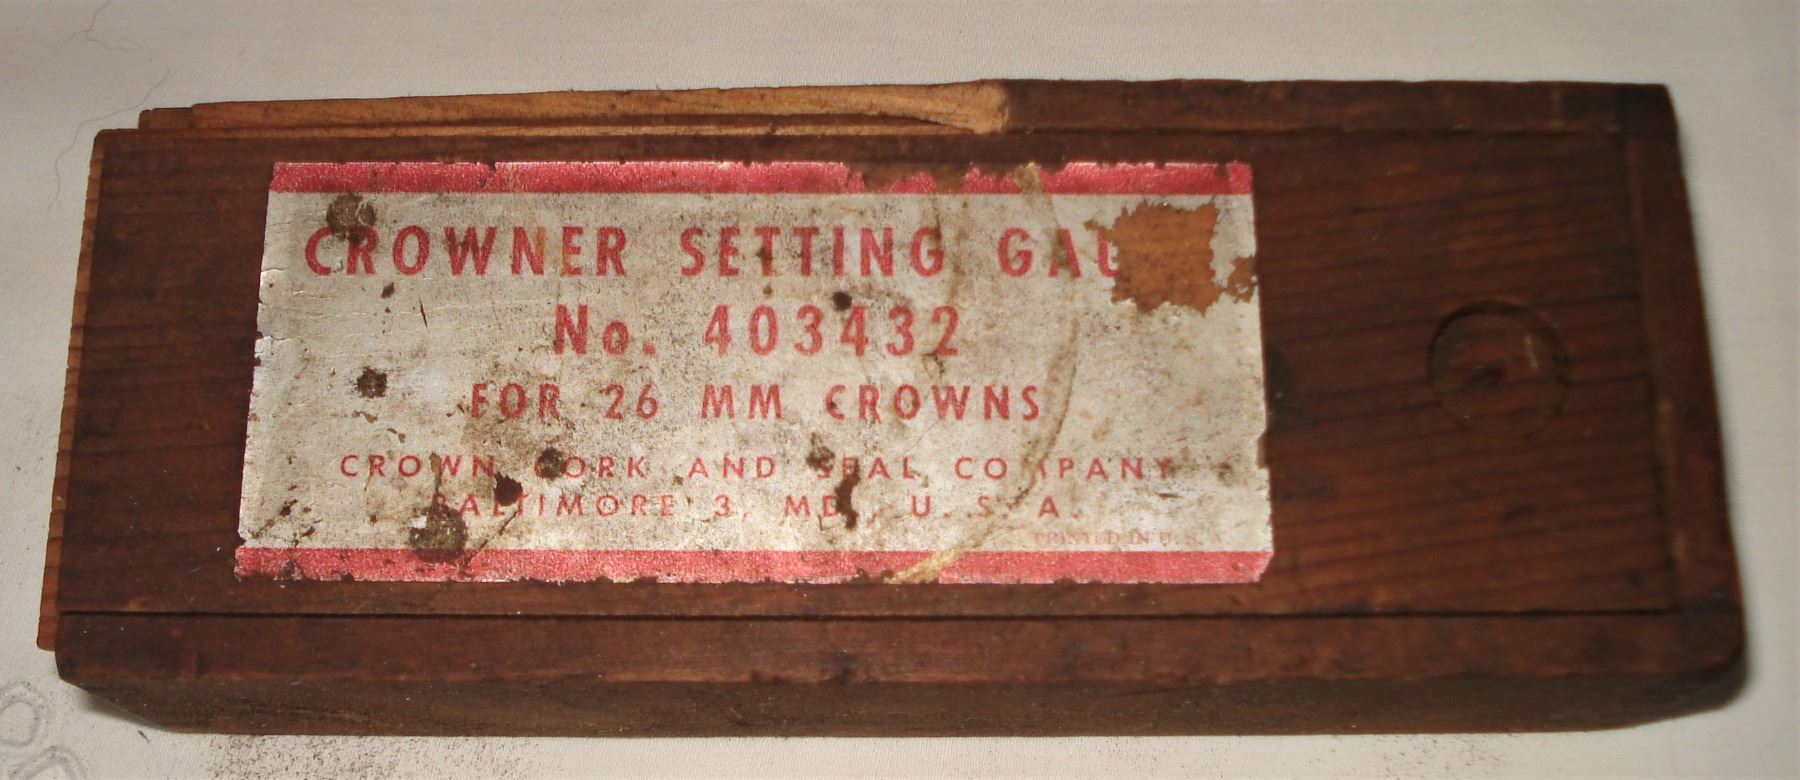 CROWNER SETTING GAU
No. 403432
FOR 26 MM CROWNS
CROWN CORK AND SEAL COMPANY
BALTIMORE 3, MD., U. S. A.
PRINTED IN U. S. A.